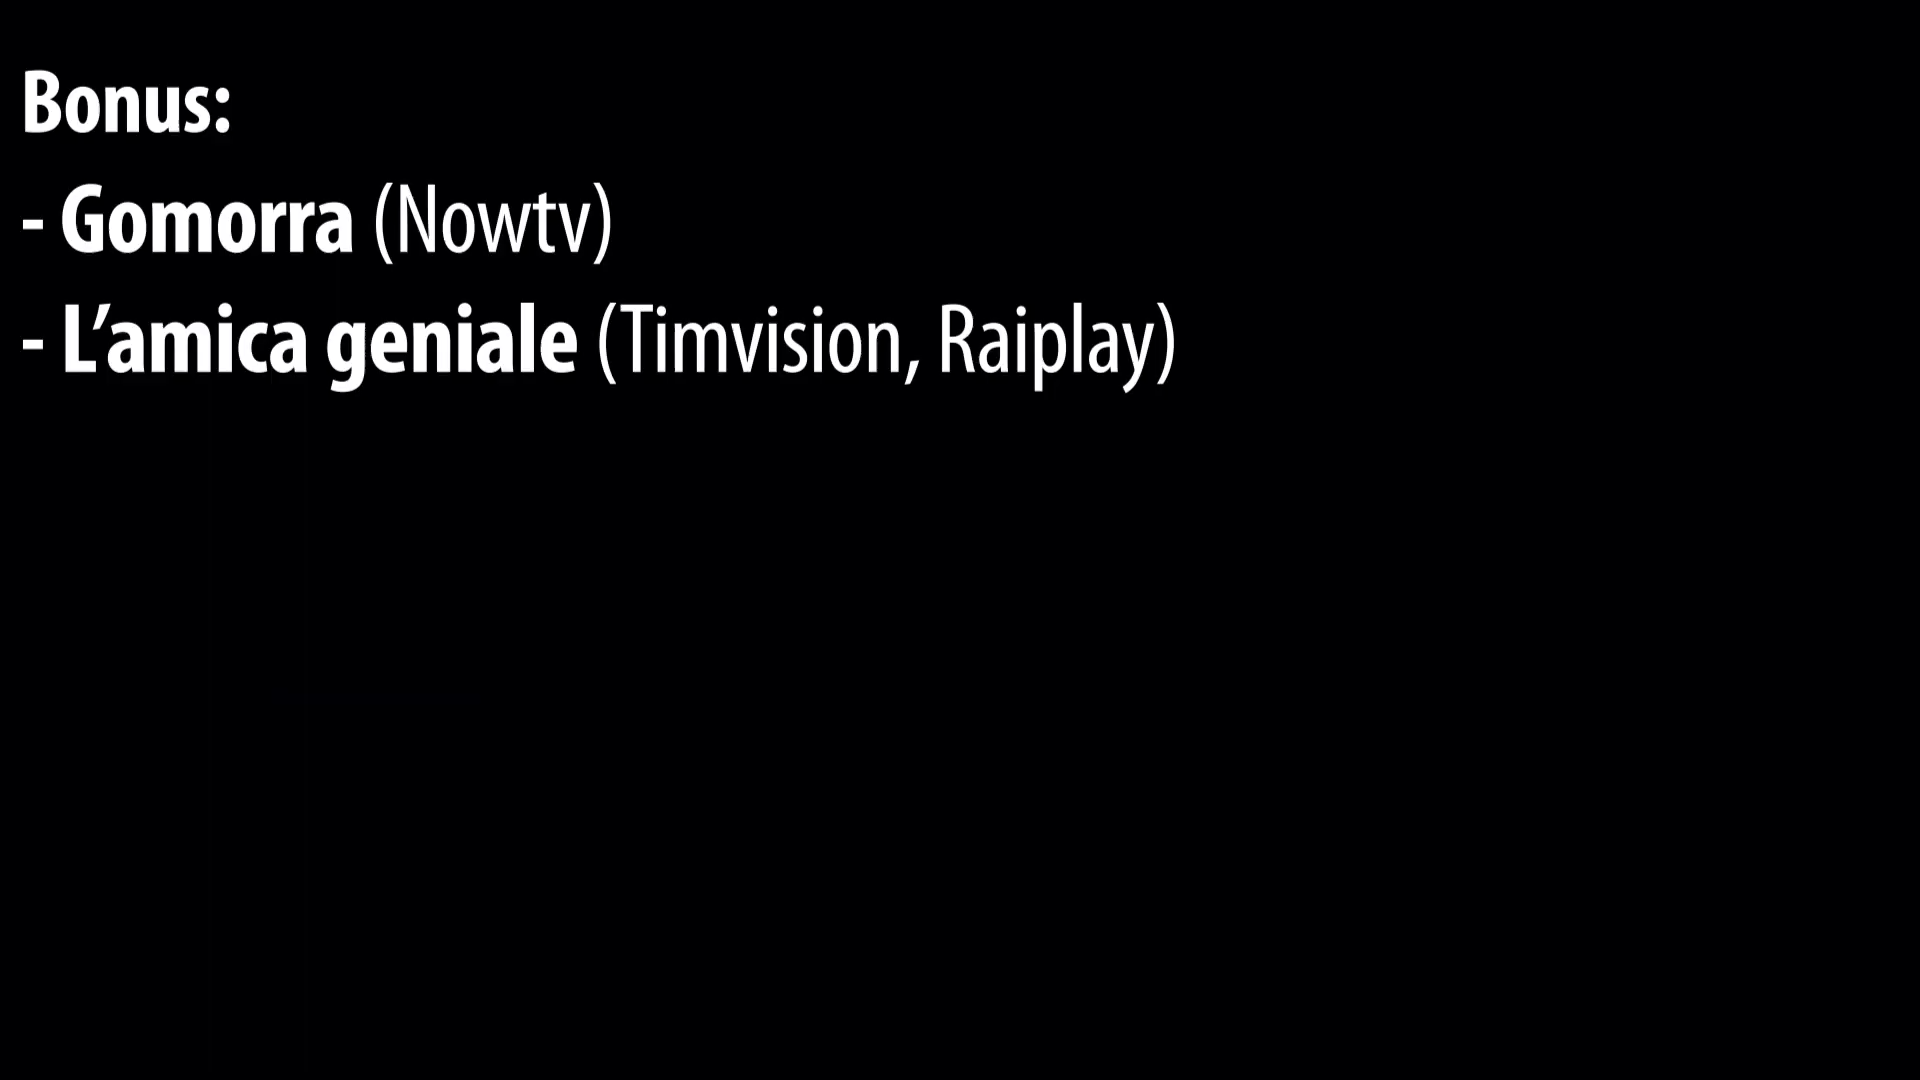 Bonus:
- Gomorra (Nowtv)
- L’amica geniale (Timvision, Raiplay)